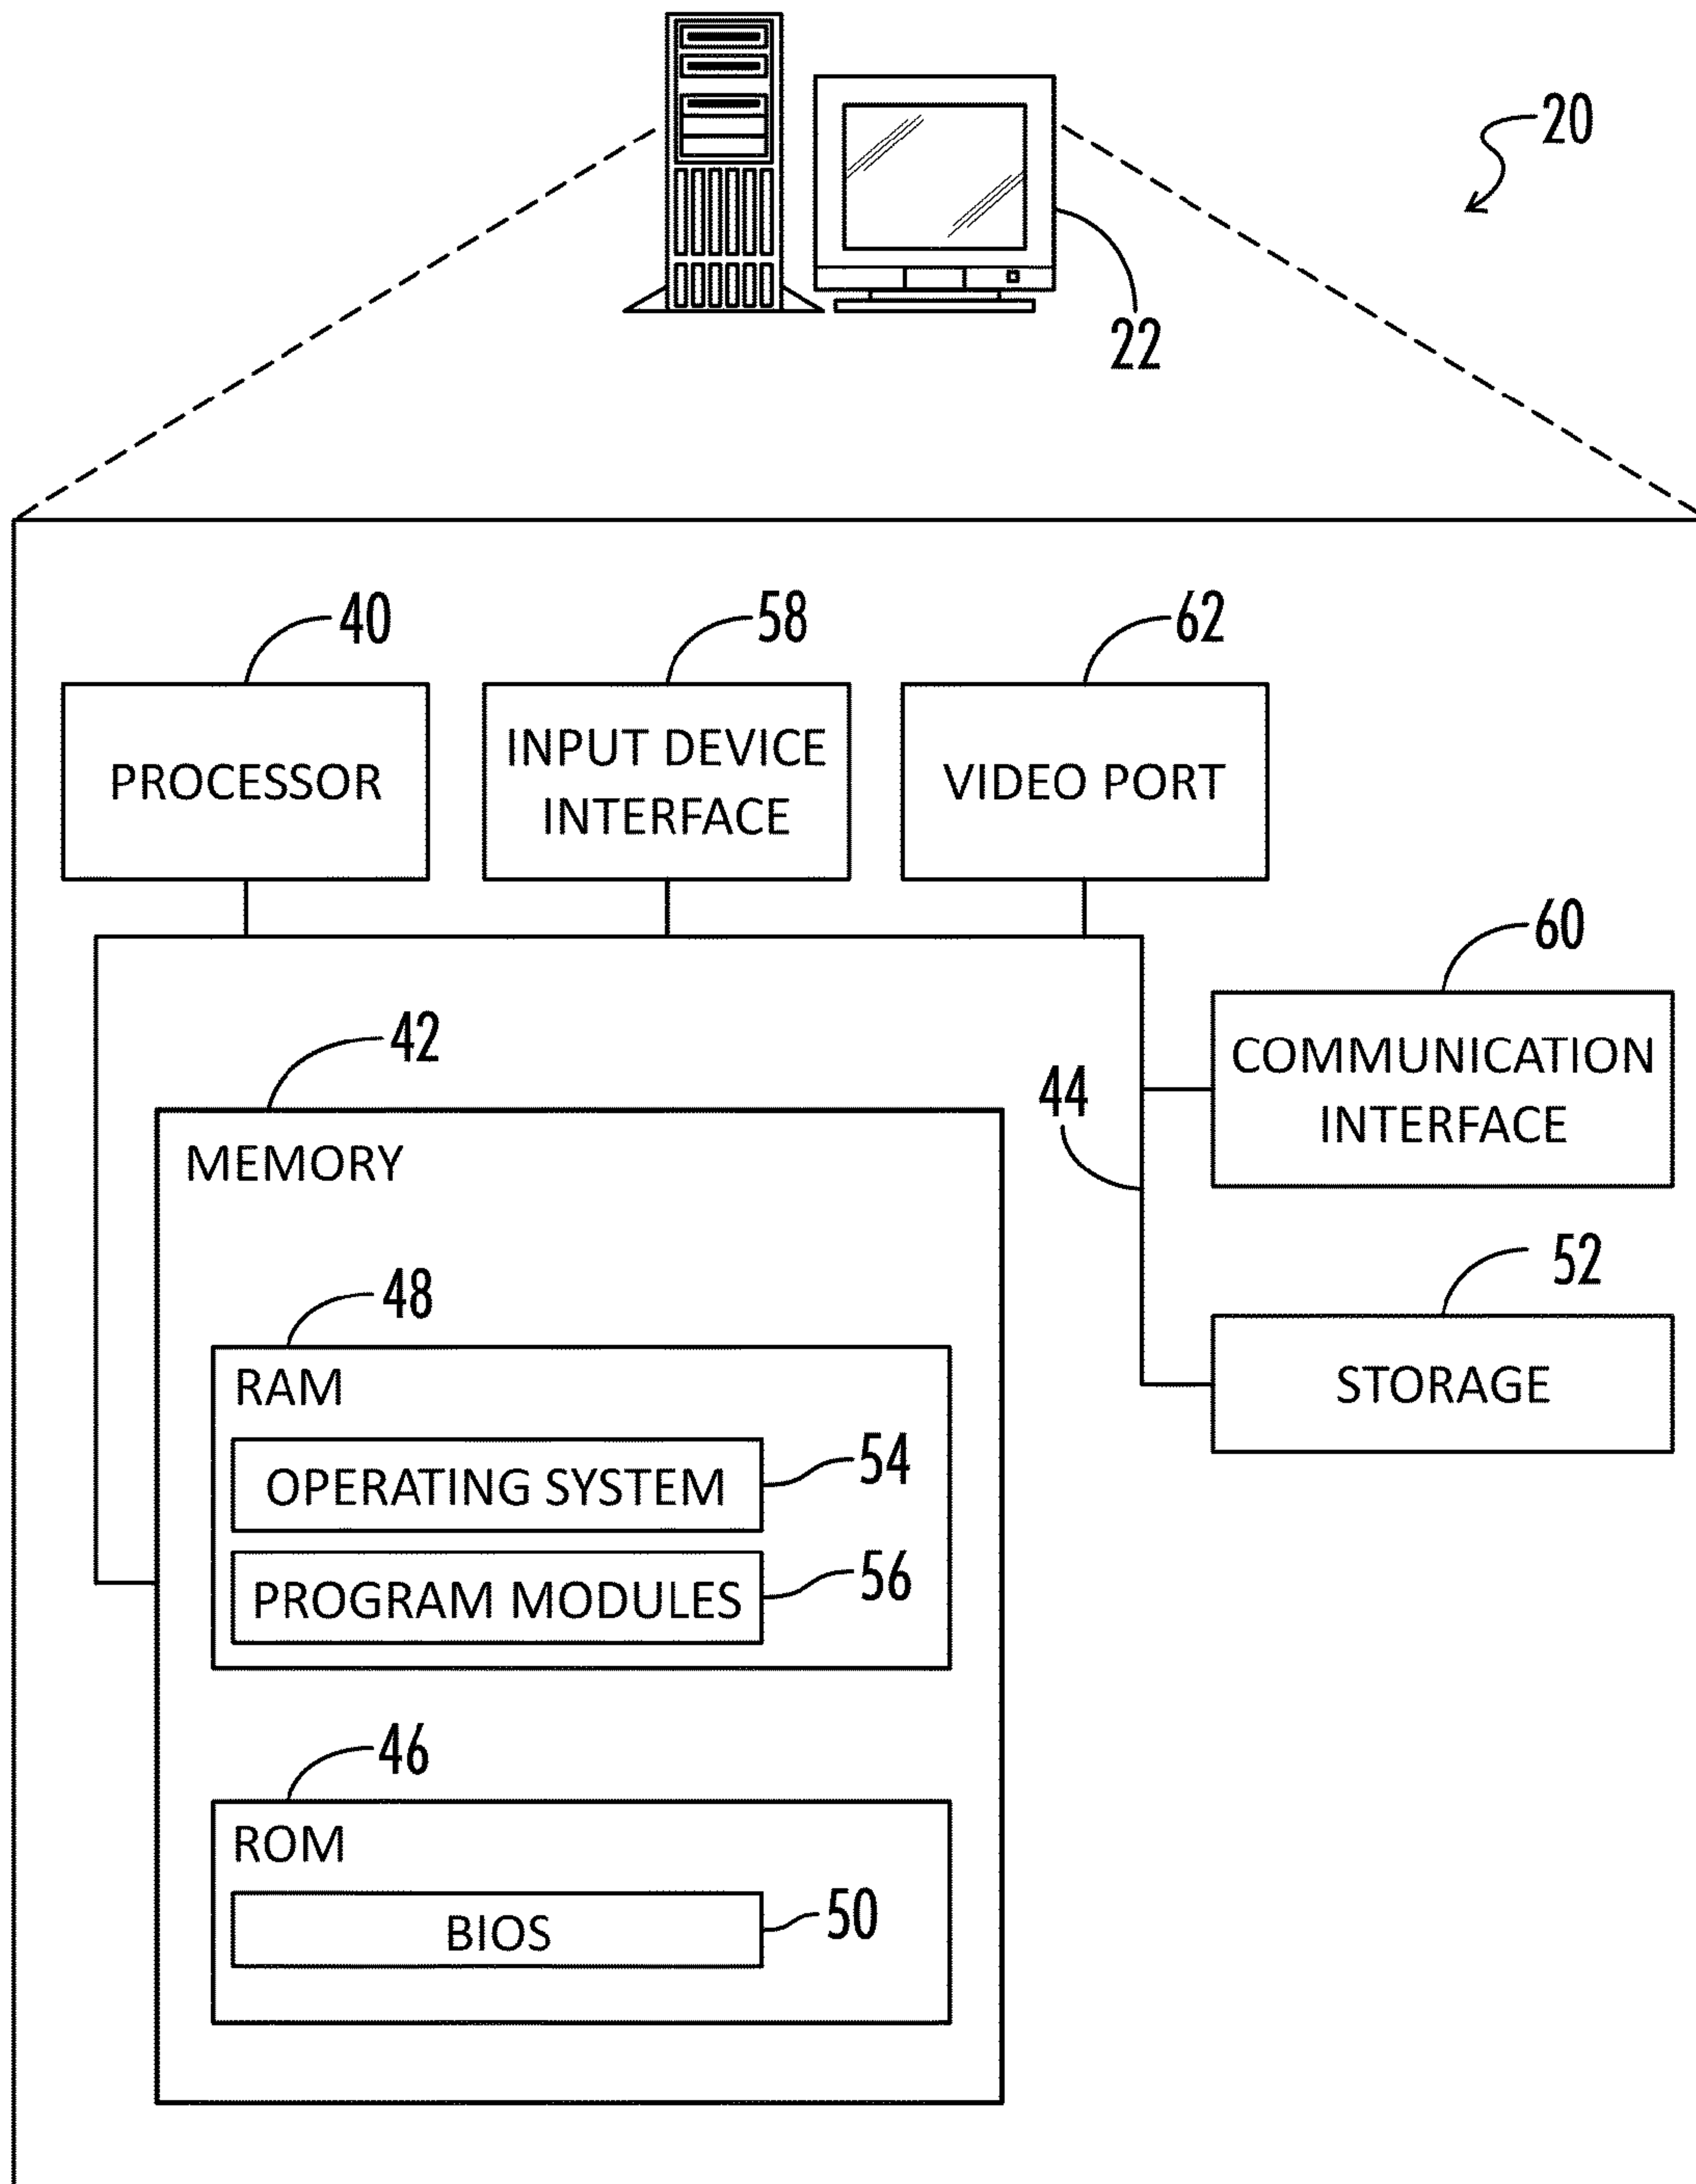 20
22
40
58
62
PROCESSOR
INPUT DEVICE
INTERFACE
VIDEO PORT
60
COMMUNICATION
INTERFACE
42
44
MEMORY
52
STORAGE
48
RAM
OPERATING SYSTEM
54
PROGRAM MODULES
56
46
ROM
BIOS
50